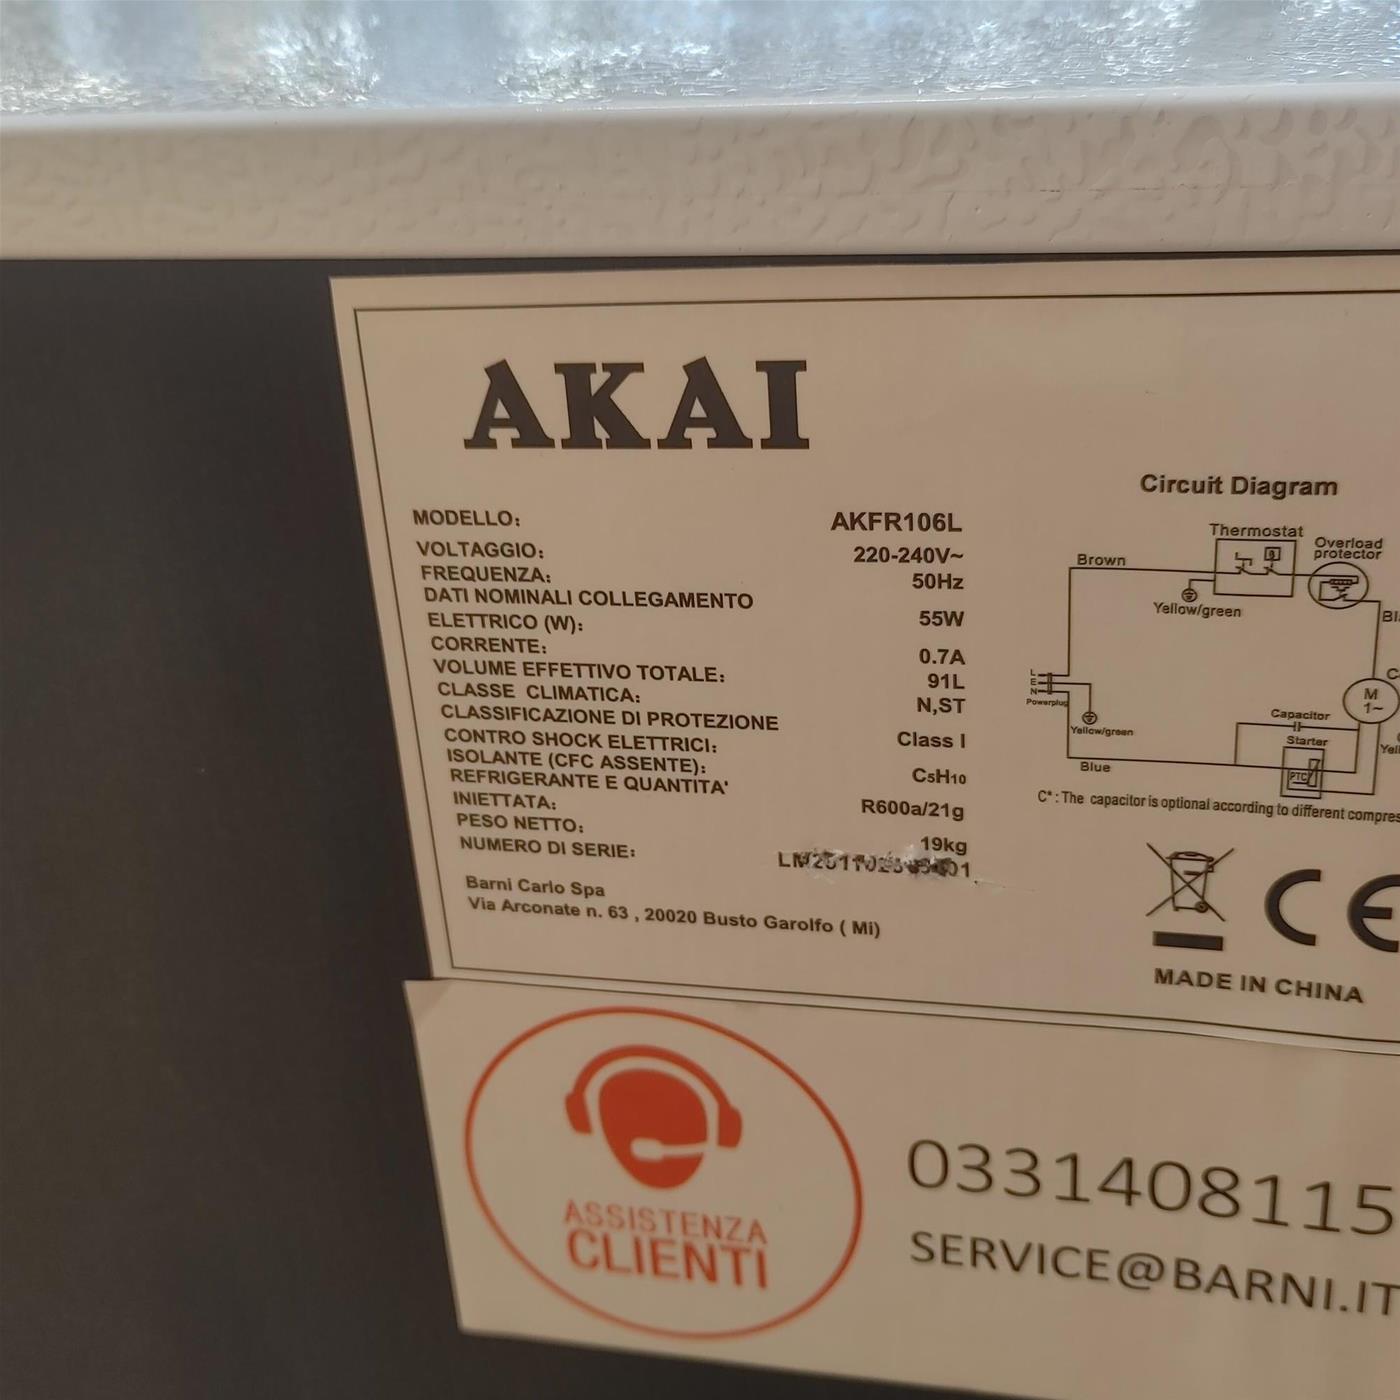 AKAI
MODELLO: AKFR106L
VOLTAGGIO: 220-240V~
FREQUENZA: 50Hz
DATI NOMINALI COLLEGAMENTO
ELETTRICO (W): 55W
CORRENTE: 0.7A
VOLUME EFFETTIVO TOTALE: 91L
CLASSE CLIMATICA: N,ST
CLASSIFICAZIONE DI PROTEZIONE
CONTRO SHOCK ELETTRICI: Class I
ISOLANTE (CFC ASSENTE): C5H10
REFRIGERANTE E QUANTITA'
INIETTATA: R600a/21g
PESO NETTO: 19kg
NUMERO DI SERIE:
Barni Carlo Spa
Via Arconate n. 63 , 20020 Busto Garolfo ( Mi)
Circuit Diagram
Thermostat
Overload
protector
Brown
Yellow/green
L
E
N
Powerplug
Yellow/green
M
1~
Capacitor
Starter
PTC
Blue
C* : The capacitor is optional according to different
CE
MADE IN CHINA
ASSISTENZA
CLIENTI
0331408115
SERVICE@BARNI.IT